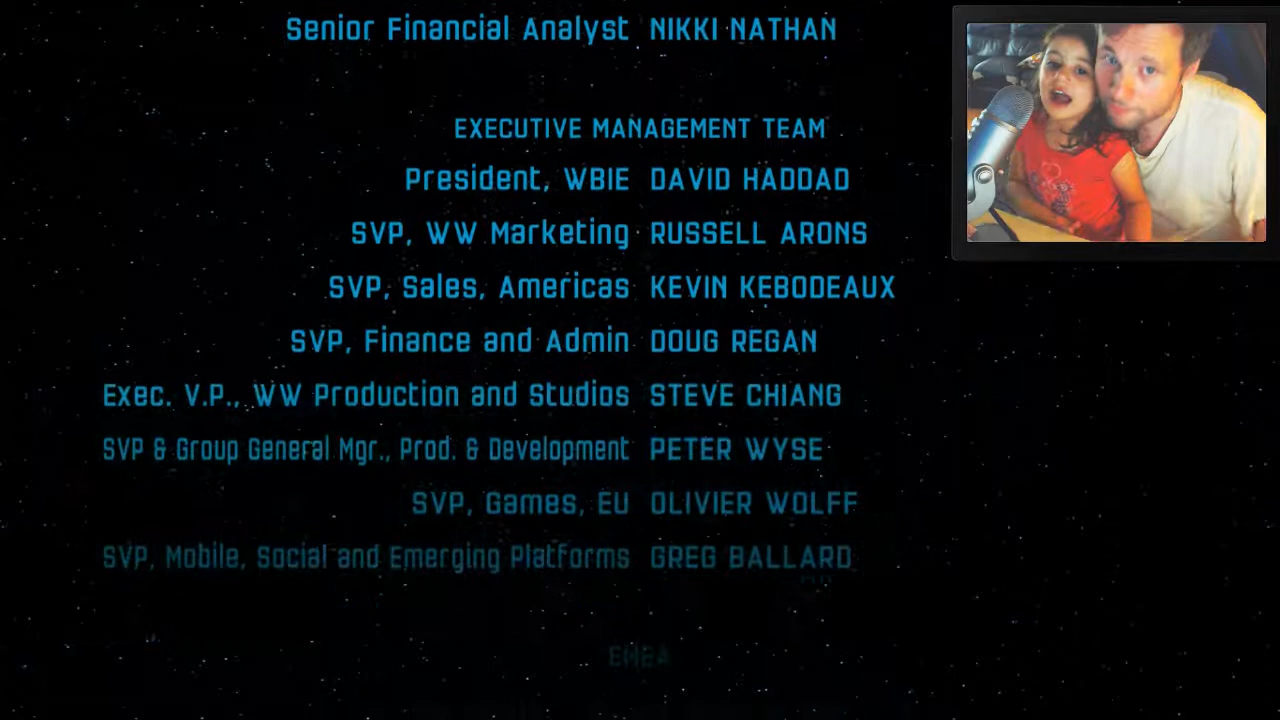 Senior Financial Analyst NIKKI NATHAN
EXECUTIVE MANAGEMENT TEAM
President, WBIE DAVID HADDAD
SVP, WW Marketing RUSSELL ARONS
SVP, Sales, Americas KEVIN KEBODEAUX
SVP, Finance and Admin DOUG REGAN
Exec. V.P., WW Production and Studios STEVE CHIANG
SVP & Group General Mgr., Prod. & Development PETER WYSE
SVP, Games, EU OLIVIER WOLFF
SVP, Mobile, Social and Emerging Platforms GREG BALLARD